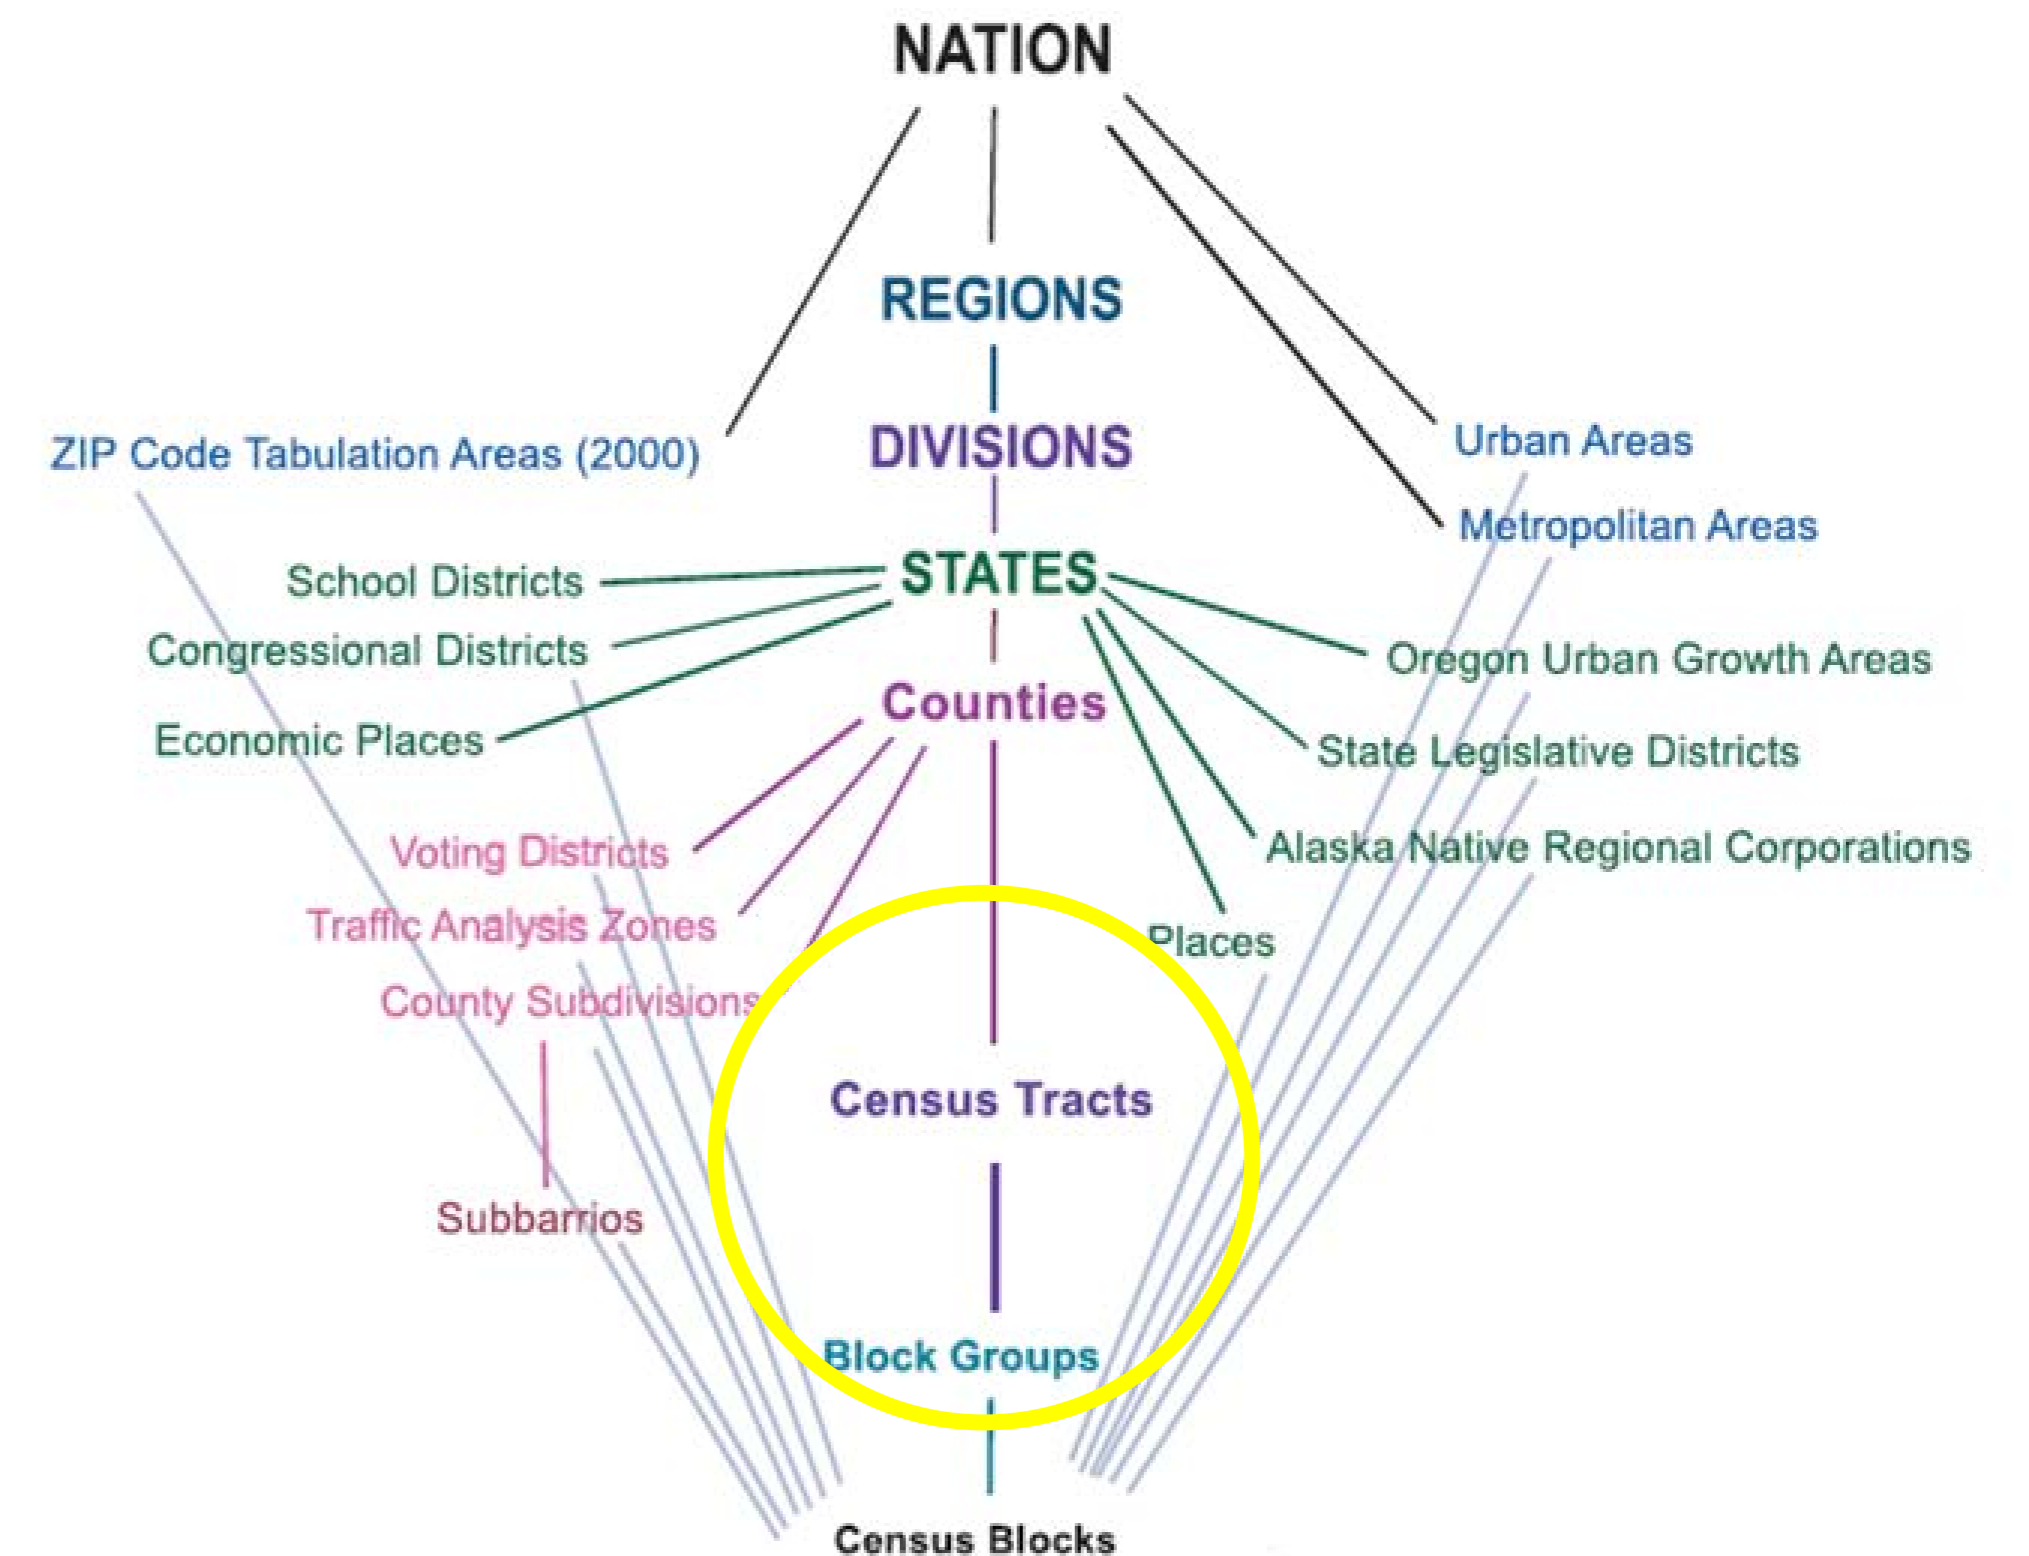 NATION
REGIONS
DIVISIONS
ZIP Code Tabulation Areas (2000)
Urban Areas
Metropolitan Areas
STATES
School Districts
Congressional Districts
Economic Places
Oregon Urban Growth Areas
State Legislative Districts
Alaska Native Regional Corporations
Places
Counties
Voting Districts
Traffic Analysis Zones
County Subdivisions
Subbarrios
Census Tracts
Block Groups
Census Blocks